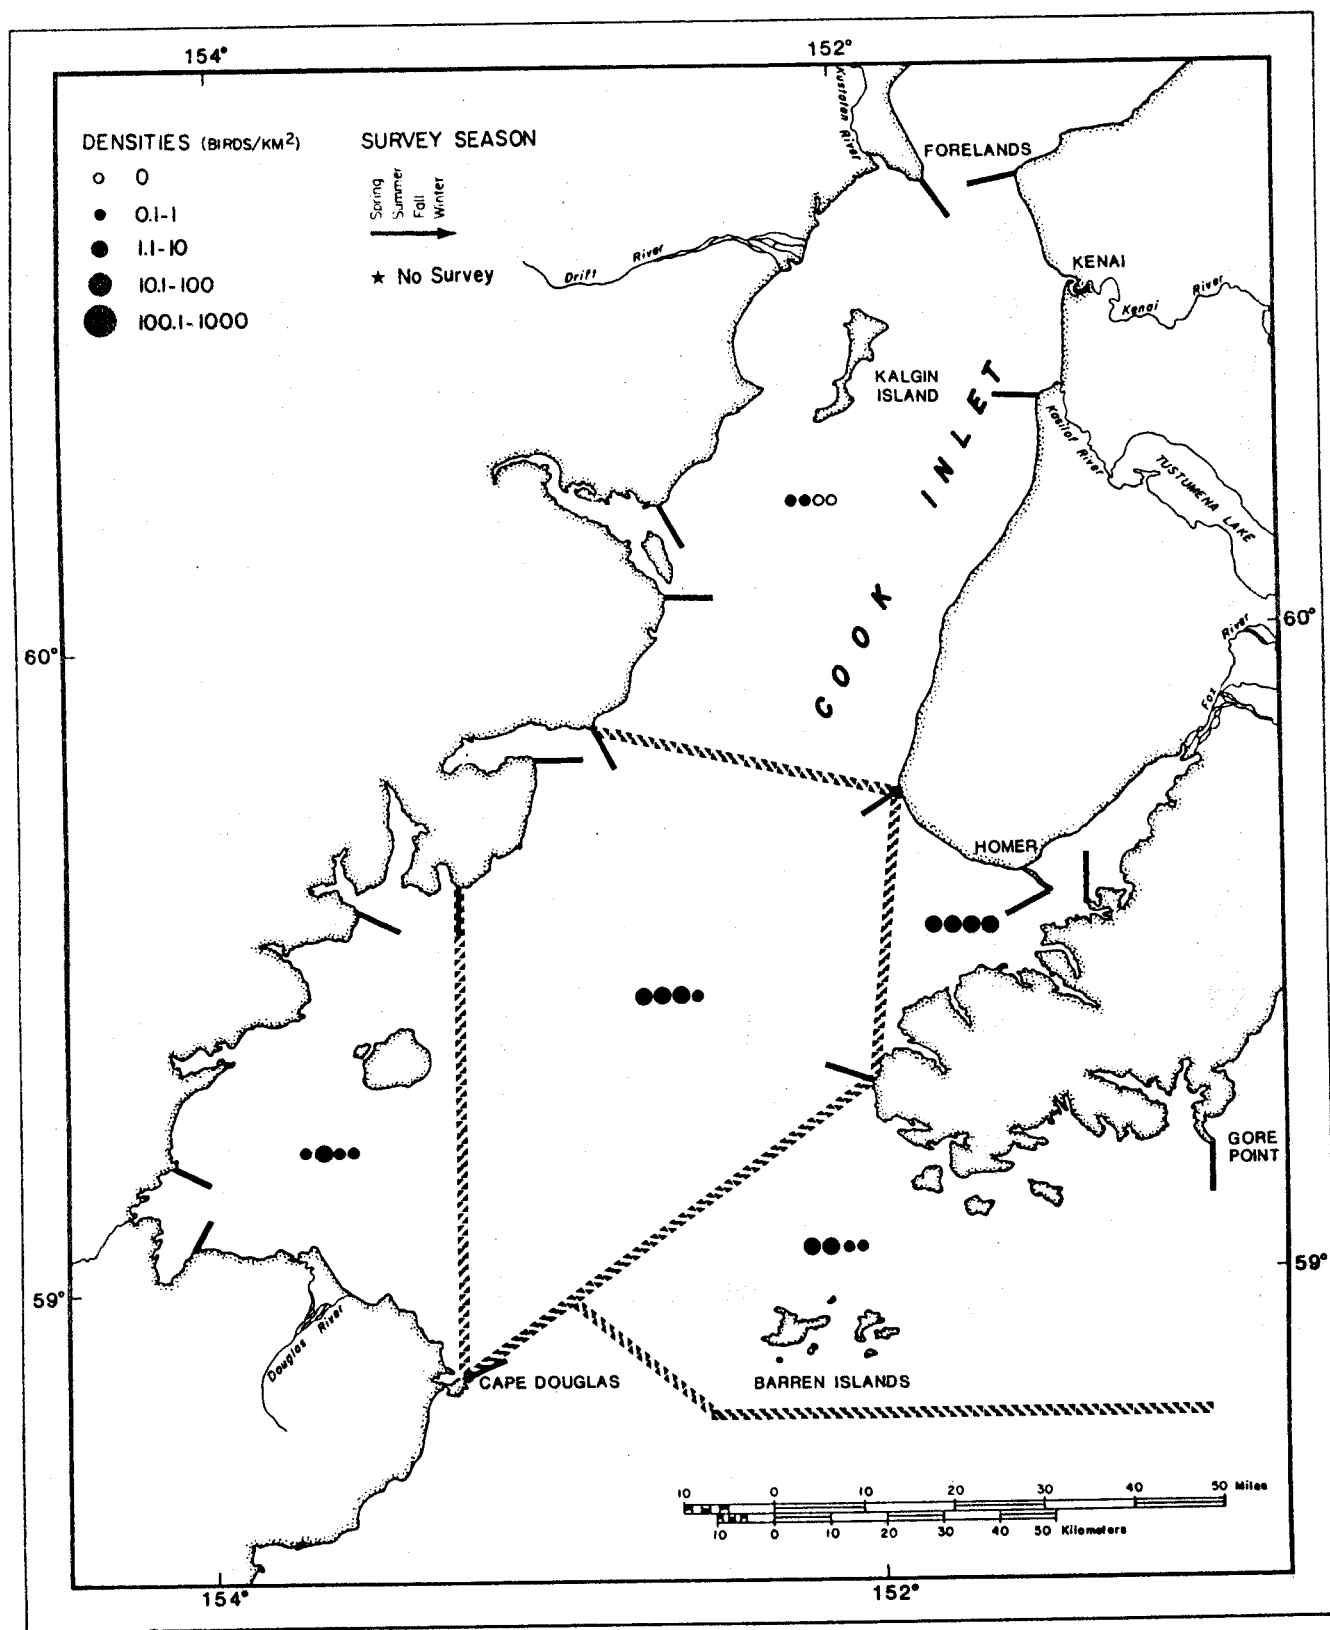 154°
152°
DENSITIES (BIRDS/KM²)
0
0.1-1
1.1-10
10.1-100
100.1-1000
SURVEY SEASON
Spring
Summer
Fall
Winter
★ No Survey
Kustatan River
FORELANDS
Drift River
KENAI
Kenai River
KALGIN
ISLAND
COOK INLET
Kasilof River
TUSTUMENA LAKE
60°
60°
Fox River
HOMER
GORE
POINT
59°
59°
Douglas River
CAPE DOUGLAS
BARREN ISLANDS
10 0 10 20 30 40 50 Miles
10 0 10 20 30 40 50 Kilometers
154°
152°